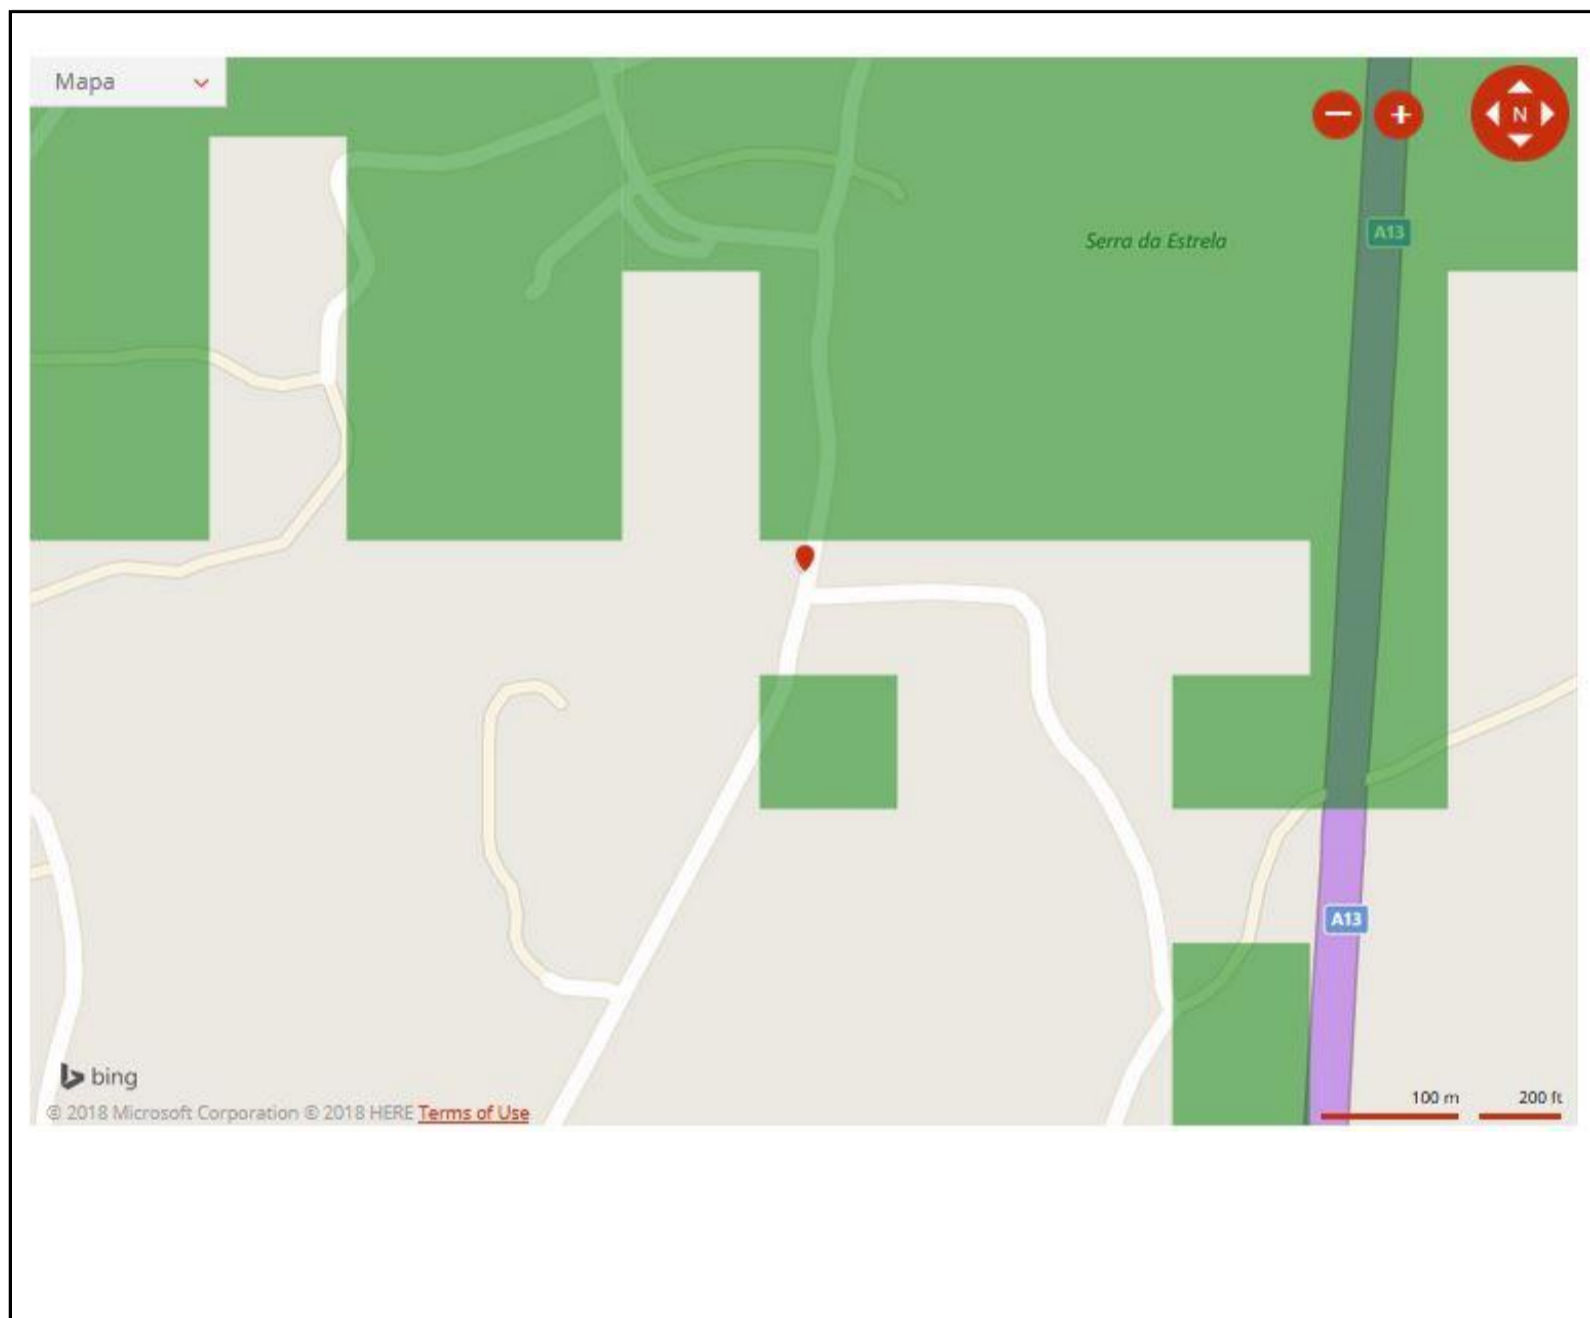 Mapa
N
A13
Serra da Estrela
A13
bing
100 m 200 ft
© 2018 Microsoft Corporation © 2018 HERE Terms of Use